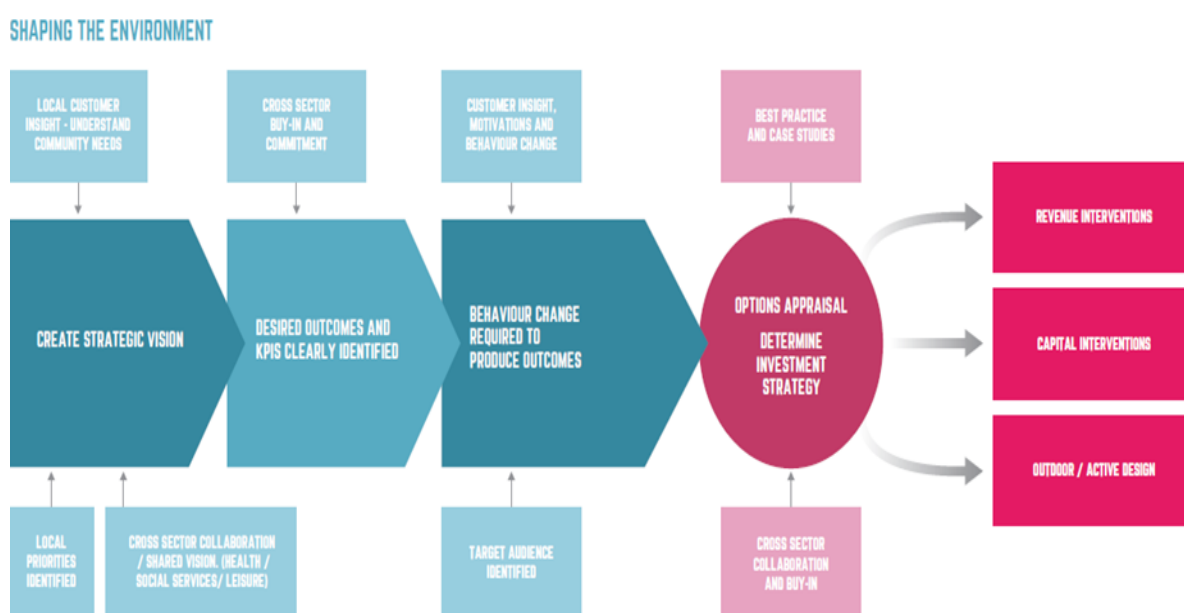 SHAPING THE ENVIRONMENT
LOCAL CUSTOMER
INSIGHT - UNDERSTAND
COMMUNITY NEEDS
CROSS SECTOR
BUY-IN AND
COMMITMENT
CUSTOMER INSIGHT,
MOTIVATIONS AND
BEHAVIOUR CHANGE
BEST PRACTICE
AND CASE STUDIES
CREATE STRATEGIC VISION
DESIRED OUTCOMES AND
KPIS CLEARLY IDENTIFIED
BEHAVIOUR CHANGE
REQUIRED TO
PRODUCE OUTCOMES
OPTIONS APPRAISAL
DETERMINE
INVESTMENT
STRATEGY
REVENUE INTERVENTIONS
CAPITAL INTERVENTIONS
OUTDOOR / ACTIVE DESIGN
LOCAL
PRIORITIES
IDENTIFIED
CROSS SECTOR COLLABORATION
/ SHARED VISION. (HEALTH /
SOCIAL SERVICES/ LEISURE)
TARGET AUDIENCE
IDENTIFIED
CROSS SECTOR
COLLABORATION
AND BUY-IN